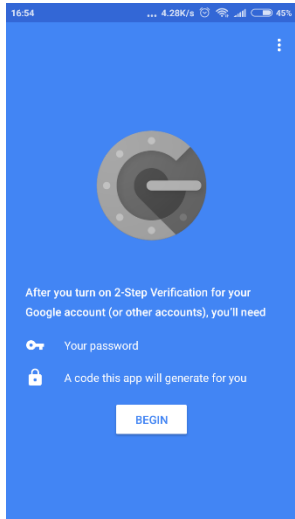 16:54 ... 4.28K/s 45%
After you turn on 2-Step Verification for your
Google account (or other accounts), you'll need
Your password
A code this app will generate for you
BEGIN